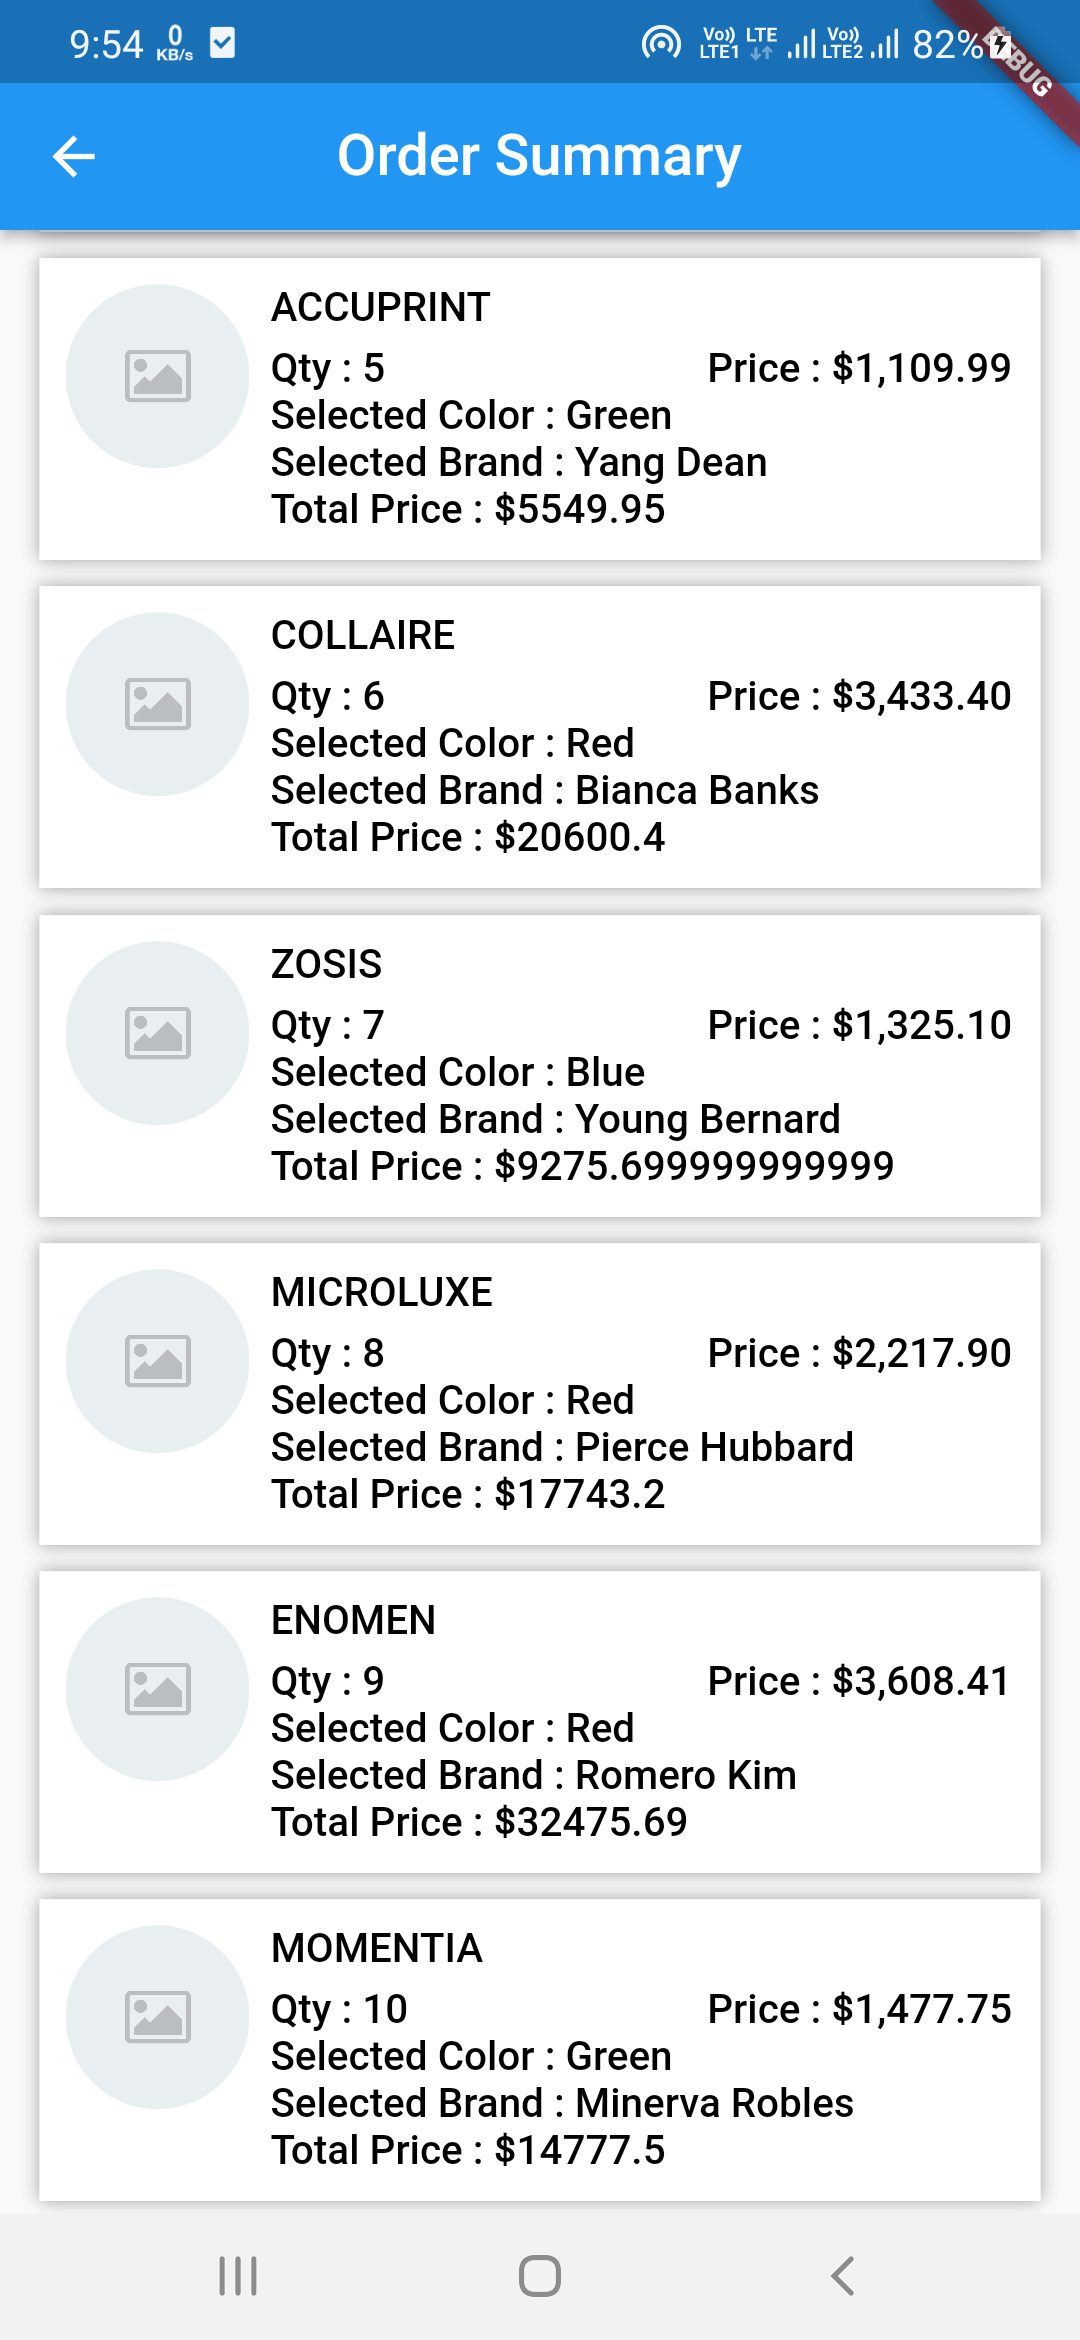 9:54 0 KB/s Vo)) LTE1 LTE Vo)) LTE2 82%
DEBUG
Order Summary
ACCUPRINT
Qty : 5 Price : $1,109.99
Selected Color : Green
Selected Brand : Yang Dean
Total Price : $5549.95
COLLAIRE
Qty : 6 Price : $3,433.40
Selected Color : Red
Selected Brand : Bianca Banks
Total Price : $20600.4
ZOSIS
Qty : 7 Price : $1,325.10
Selected Color : Blue
Selected Brand : Young Bernard
Total Price : $9275.699999999999
MICROLUXE
Qty : 8 Price : $2,217.90
Selected Color : Red
Selected Brand : Pierce Hubbard
Total Price : $17743.2
ENOMEN
Qty : 9 Price : $3,608.41
Selected Color : Red
Selected Brand : Romero Kim
Total Price : $32475.69
MOMENTIA
Qty : 10 Price : $1,477.75
Selected Color : Green
Selected Brand : Minerva Robles
Total Price : $14777.5